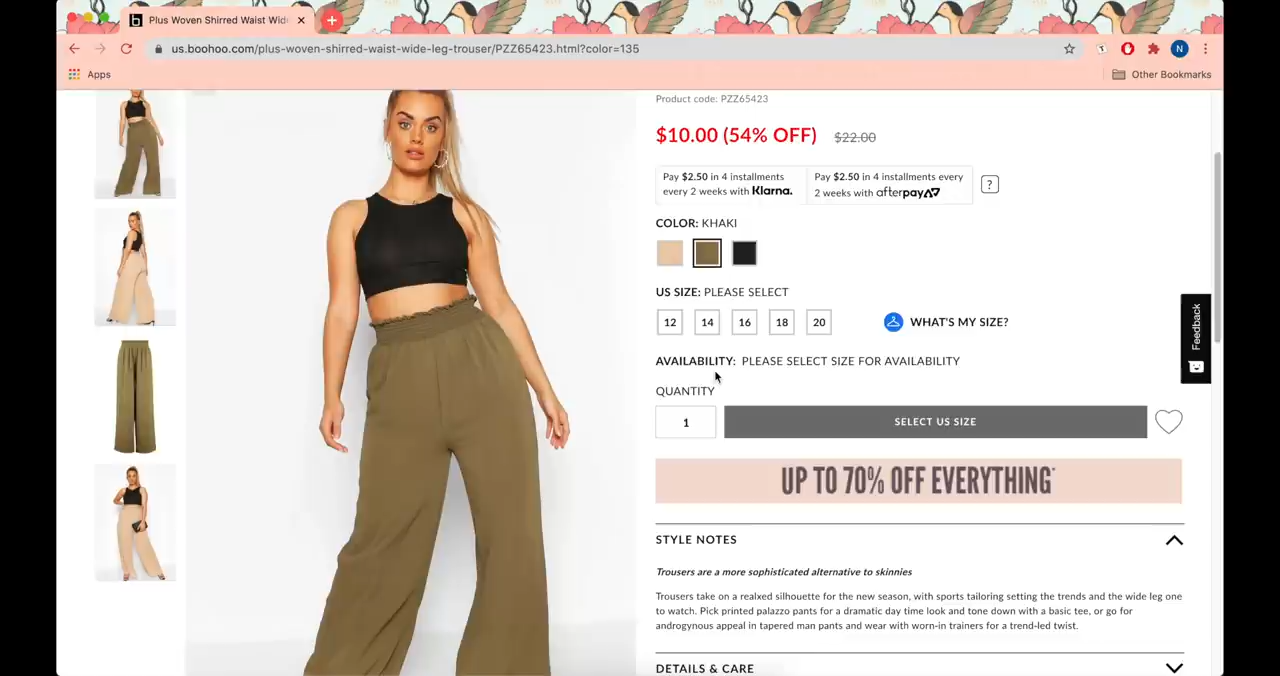 Plus Woven Shirred Waist Wide
us.boohoo.com/plus-woven-shirred-waist-wide-leg-trouser/PZZ65423.html?color=135
N
Apps
Other Bookmarks
Product code: PZZ65423
$10.00 (54% OFF) $22.00
Pay $2.50 in 4 installments
every 2 weeks with Klarna.
Pay $2.50 in 4 installments every
2 weeks with afterpay
?
COLOR: KHAKI
US SIZE: PLEASE SELECT
12 14 16 18 20
WHAT'S MY SIZE?
AVAILABILITY: PLEASE SELECT SIZE FOR AVAILABILITY
QUANTITY
1
SELECT US SIZE
Feedback
UP TO 70% OFF EVERYTHING*
STYLE NOTES
Trousers are a more sophisticated alternative to skinnies
Trousers take on a realxed silhouette for the new season, with sports tailoring setting the trends and the wide leg one
to watch. Pick printed palazzo pants for a dramatic day time look and tone down with a basic tee, or go for
androgynous appeal in tapered man pants and wear with worn-in trainers for a trend-led twist.
DETAILS & CARE